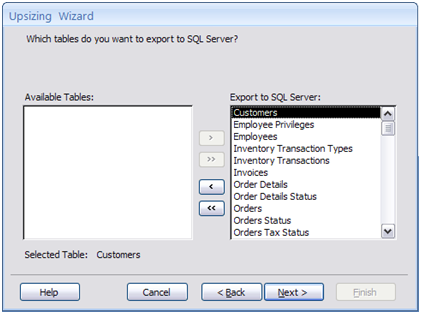 Upsizing Wizard
Which tables do you want to export to SQL Server?
Available Tables:
Export to SQL Server:
Customers
Employee Privileges
Employees
Inventory Transaction Types
Inventory Transactions
Invoices
Order Details
Order Details Status
Orders
Orders Status
Orders Tax Status
>
>>
<
<<
Selected Table: Customers
Help
Cancel
< Back
Next >
Finish